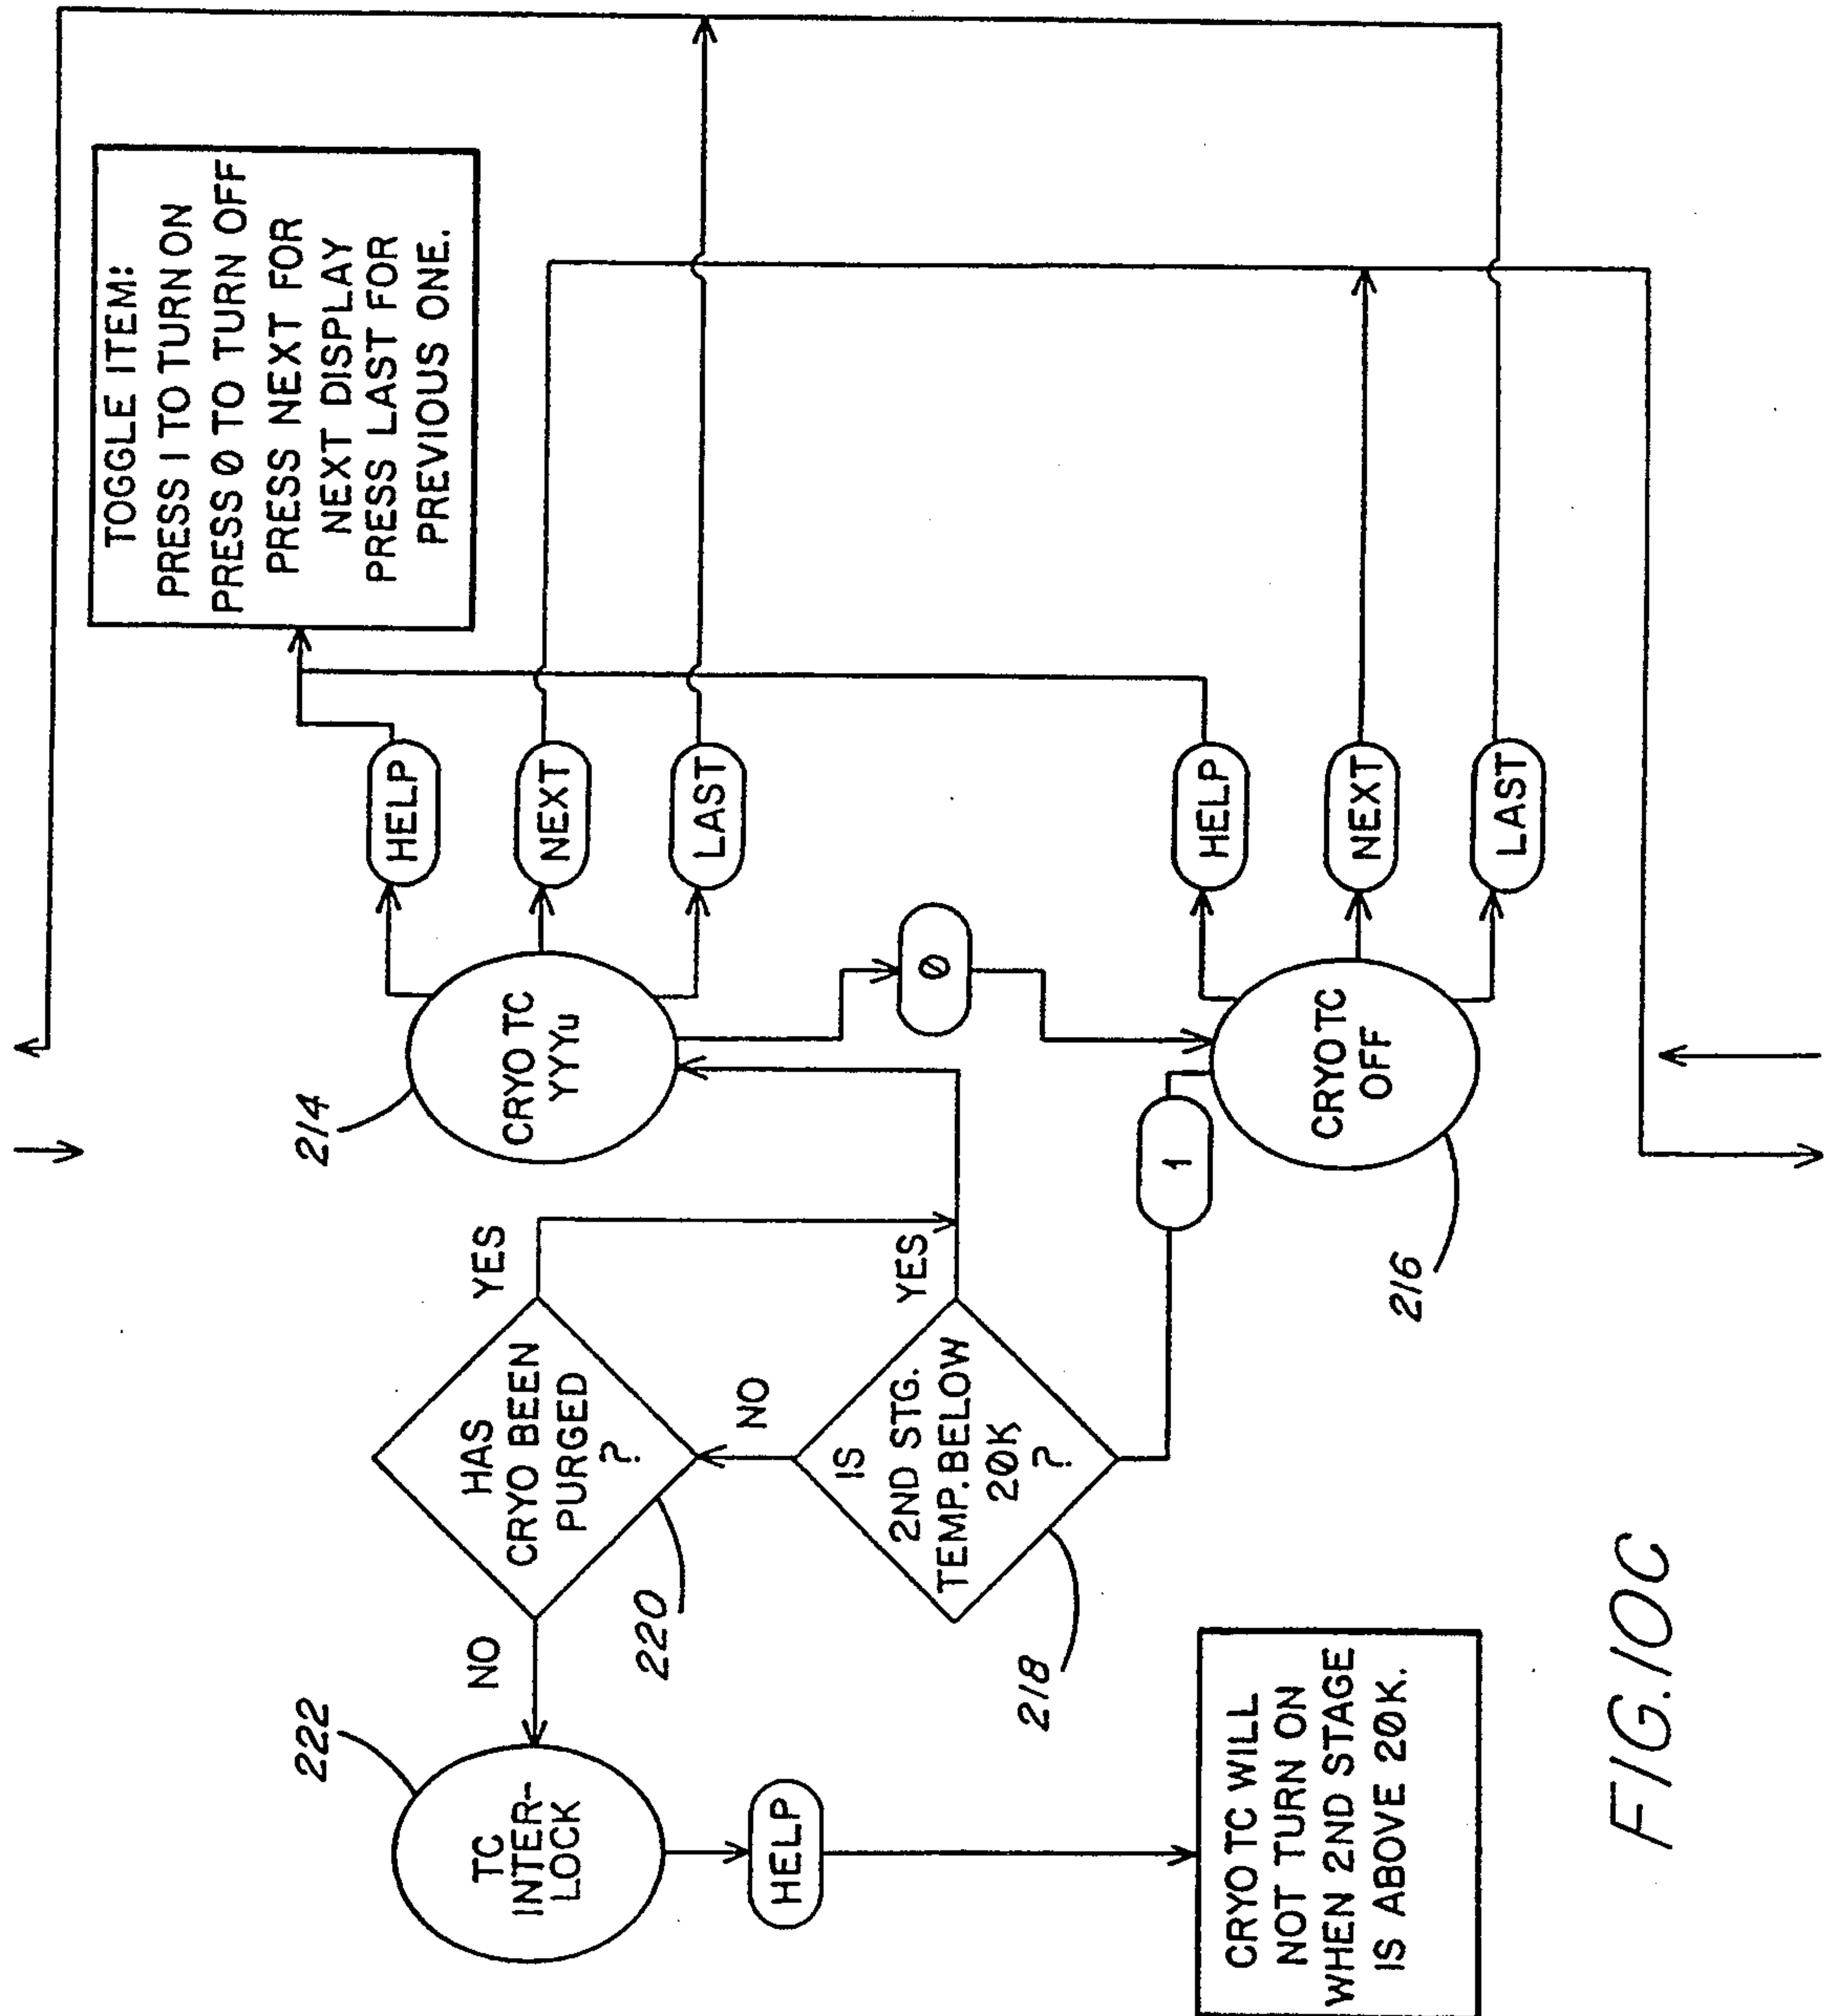 TOGGLE ITEM:
PRESS 1 TO TURN ON
PRESS 0 TO TURN OFF
PRESS NEXT FOR
NEXT DISPLAY
PRESS LAST FOR
PREVIOUS ONE.
222
TC
INTER-
LOCK
NO
HAS
CRYO BEEN
PURGED
?
220
YES
214
CRYO TC
YYYu
HELP
NEXT
LAST
HELP
NO
IS
2ND STG.
TEMP. BELOW
20K
?
218
YES
0
1
CRYO TC WILL
NOT TURN ON
WHEN 2ND STAGE
IS ABOVE 20K.
216
CRYO TC
OFF
HELP
NEXT
LAST
FIG. 10C